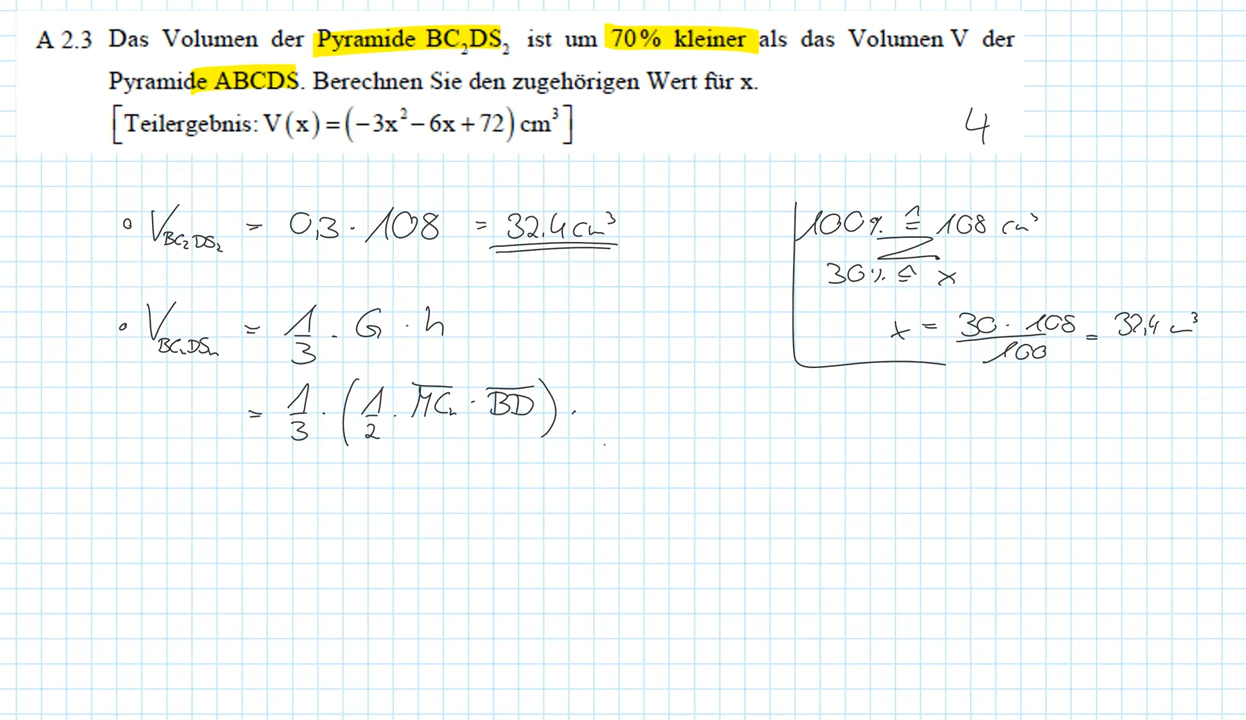 A 2.3 Das Volumen der Pyramide BC₂DS₂ ist um 70% kleiner als das Volumen V der
Pyramide ABCDS. Berechnen Sie den zugehörigen Wert für x.
[Teilergebnis: V(x) = (−3x² − 6x + 72) cm³]
4
• V_BC₂DS₂ = 0,3 · 108 = 32,4 cm³
100% ≙ 108 cm³
30% ≙ x
x = 30 · 108 / 100 = 32,4 cm³
• V_BCₙDSₙ = 1/3 · G · h
= 1/3 · (1/2 · MCₙ · BD) ·